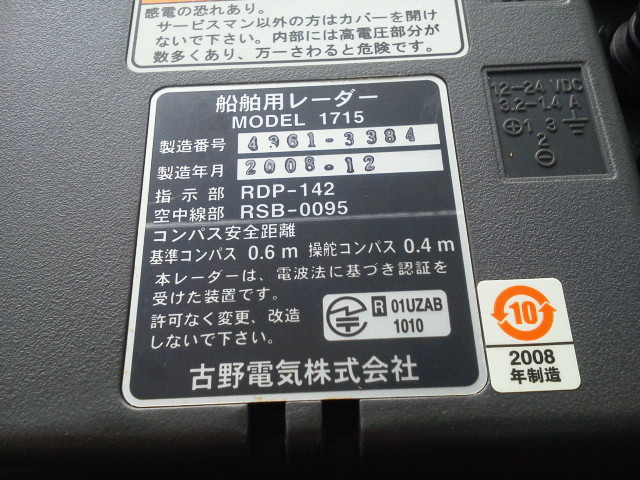 感電の恐れあり。
サービスマン以外の方はカバーを開け
ないで下さい。内部には高電圧部分が
数多くあり、万一さわると危険です。
12-24 VDC
3.2-1.4 A
1 3
2
船舶用レーダー
MODEL 1715
製造番号 4361-3384
製造年月 2008-12
指示部 RDP-142
空中線部 RSB-0095
コンパス安全距離
基準コンパス 0.6 m 操舵コンパス 0.4 m
本レーダーは、電波法に基づき認証を
受けた装置です。
許可なく変更、改造
しないで下さい。
R 01UZAB
1010
古野電気株式会社
10
2008
年製造